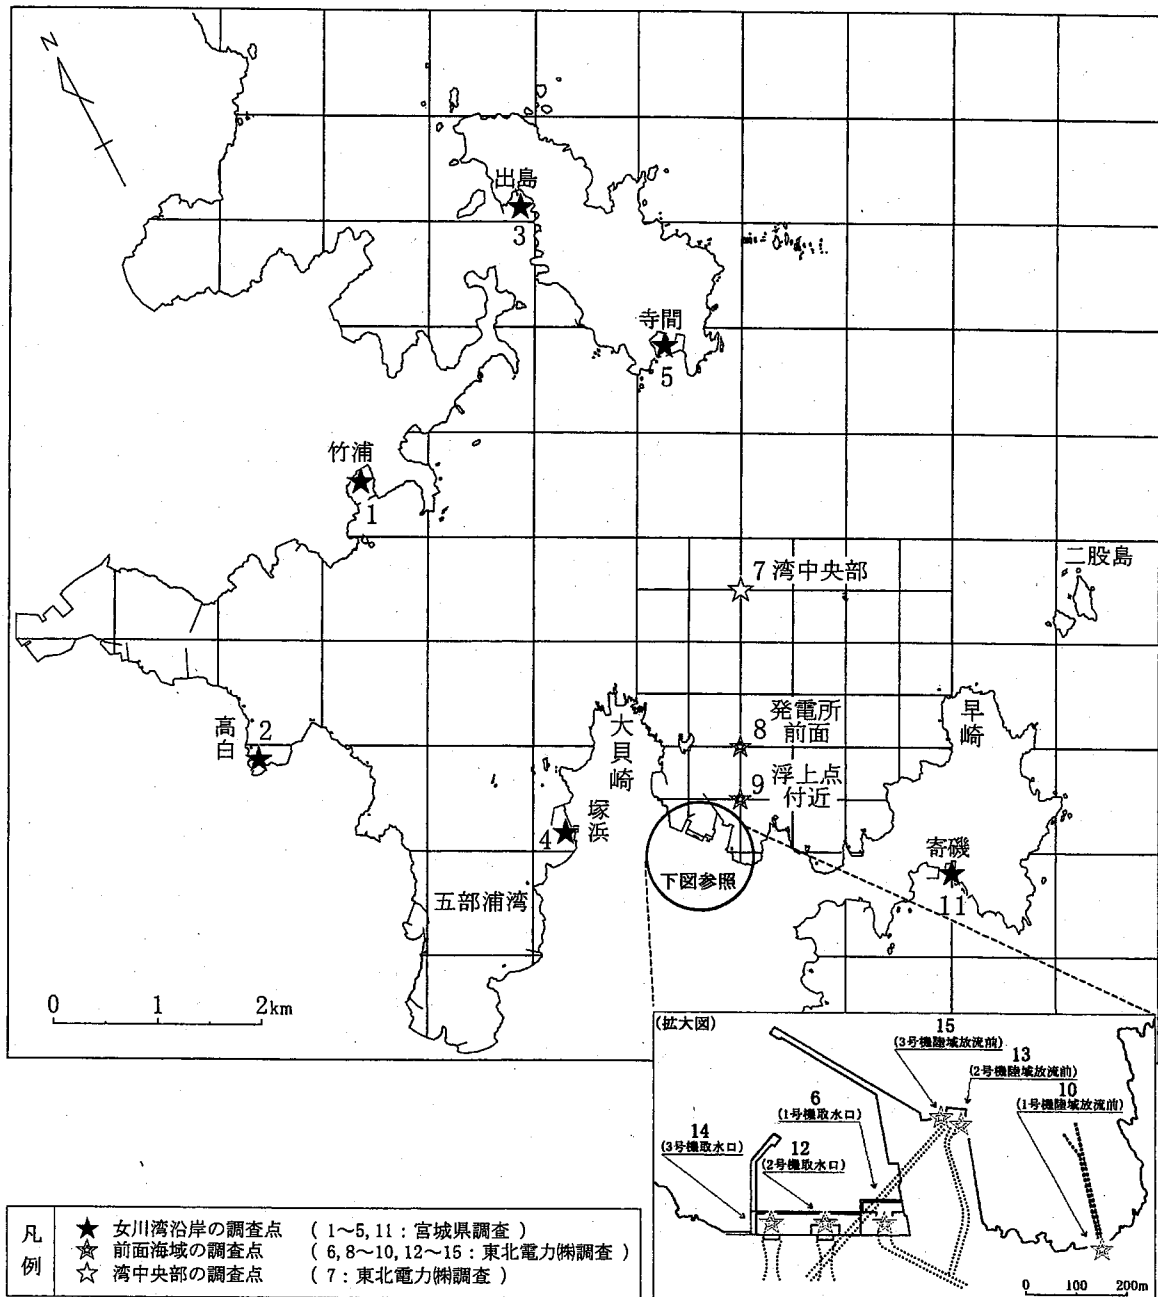 N
出島
3
寺間
5
竹浦
1
7 湾中央部
二股島
高白
2
大貝崎
8
発電所
前面
早崎
9
浮上点
付近
塚浜
4
下図参照
寄磯
11
五部浦湾
0 1 2km
(拡大図)
15
(3号機陸域放流前)
13
(2号機陸域放流前)
10
(1号機陸域放流前)
6
(1号機取水口)
14
(3号機取水口)
12
(2号機取水口)
0 100 200m
凡例
★ 女川湾沿岸の調査点 ( 1~5, 11 : 宮城県調査 )
前面海域の調査点 ( 6, 8~10, 12~15 : 東北電力㈱調査 )
☆ 湾中央部の調査点 ( 7 : 東北電力㈱調査 )